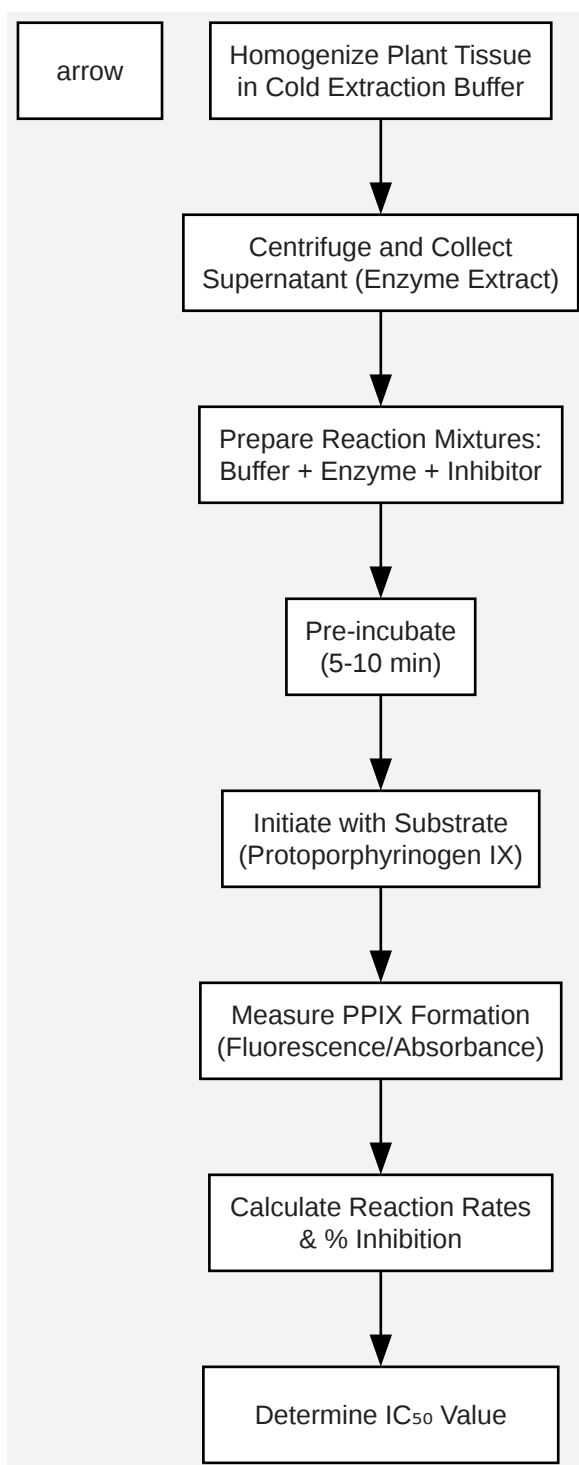 arrow
Homogenize Plant Tissue
in Cold Extraction Buffer
Centrifuge and Collect
Supernatant (Enzyme Extract)
Prepare Reaction Mixtures:
Buffer + Enzyme + Inhibitor
Pre-incubate
(5-10 min)
Initiate with Substrate
(Protoporphyrinogen IX)
Measure PPIX Formation
(Fluorescence/Absorbance)
Calculate Reaction Rates
& % Inhibition
Determine IC₅₀ Value